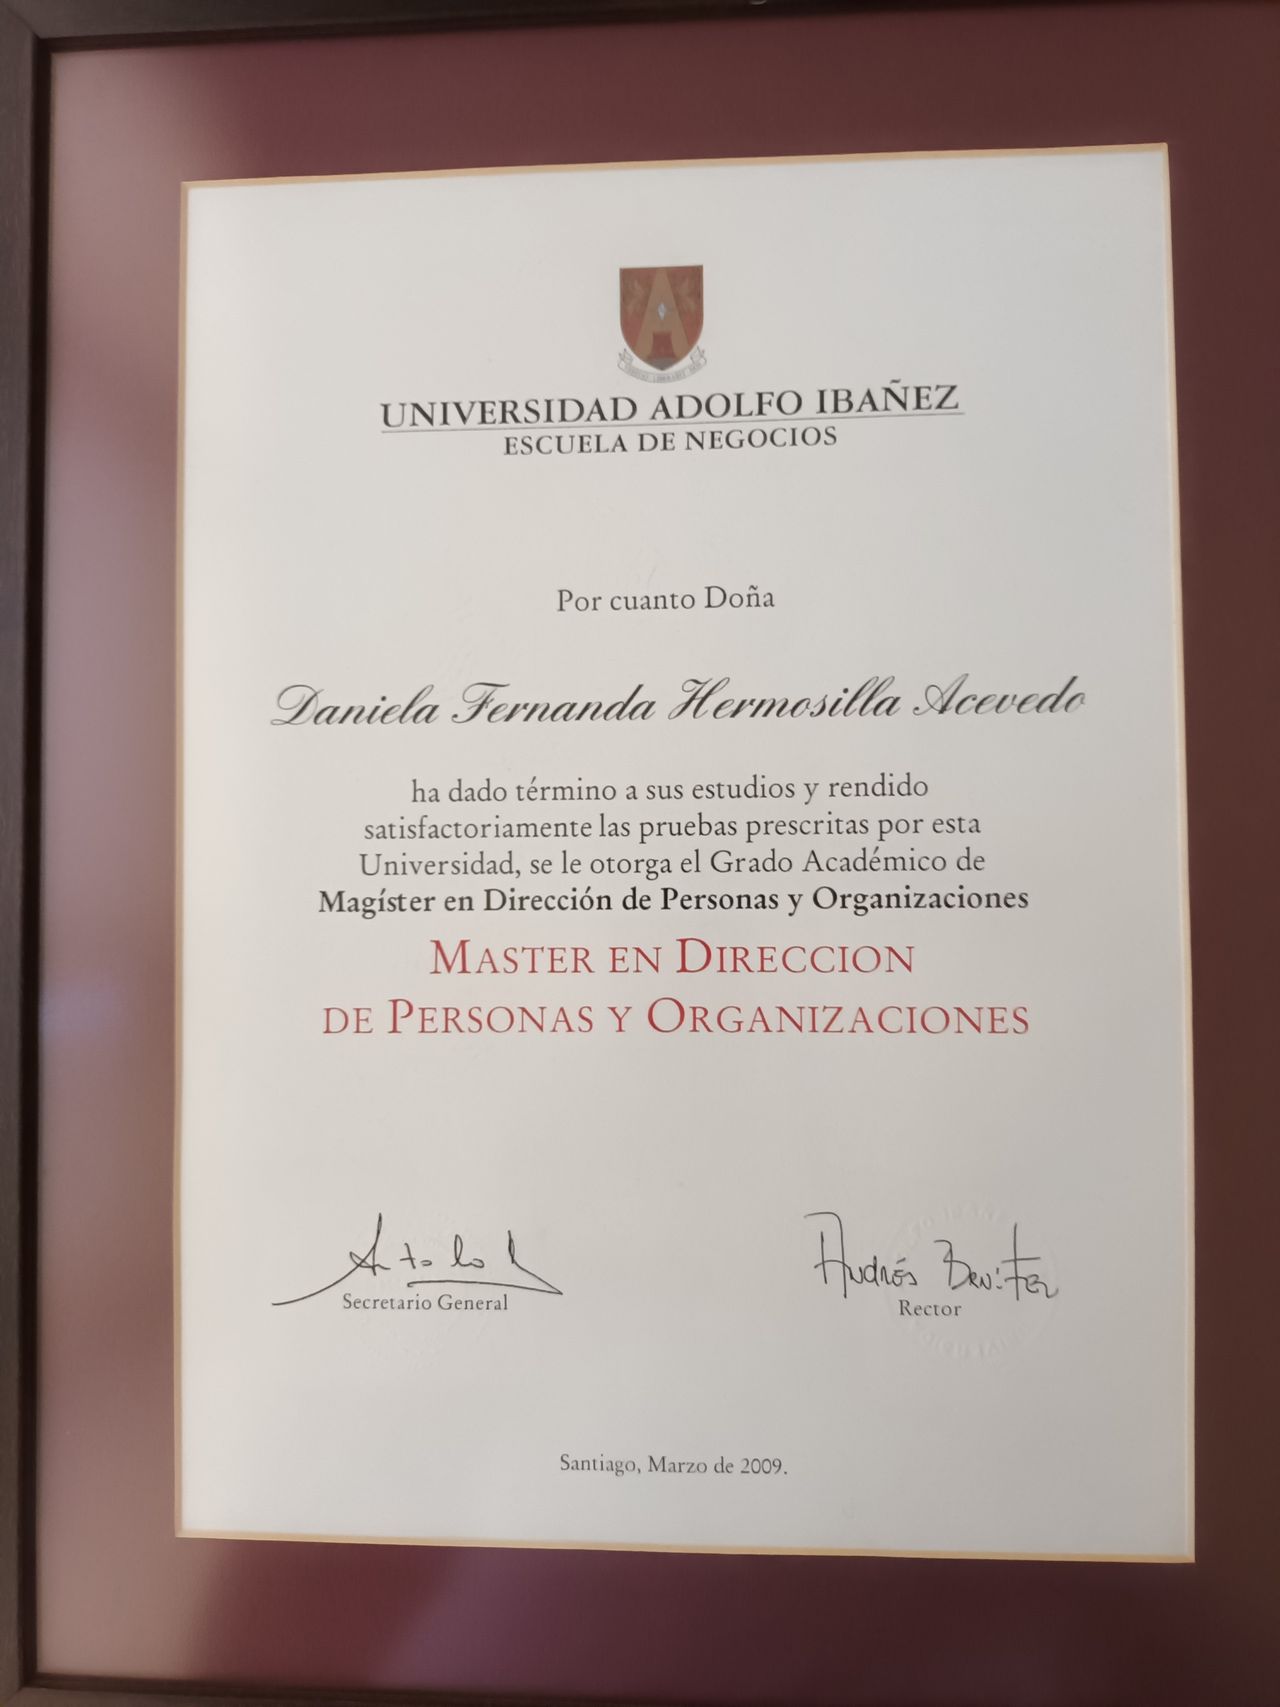 UNIVERSIDAD ADOLFO IBAÑEZ
ESCUELA DE NEGOCIOS
Por cuanto Doña
Daniela Fernanda Hermosilla Acevedo
ha dado término a sus estudios y rendido
satisfactoriamente las pruebas prescritas por esta
Universidad, se le otorga el Grado Académico de
Magíster en Dirección de Personas y Organizaciones
MASTER EN DIRECCION
DE PERSONAS Y ORGANIZACIONES
Andrés Benítez
Secretario General
Rector
Santiago, Marzo de 2009.